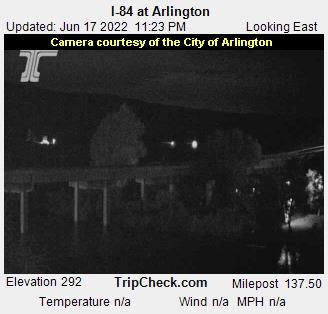 I-84 at Arlington
Updated: Jun 17 2022 11:23 PM Looking East
Camera courtesy of the City of Arlington
Elevation 292 TripCheck.com Milepost 137.50
Temperature n/a Wind n/a MPH n/a